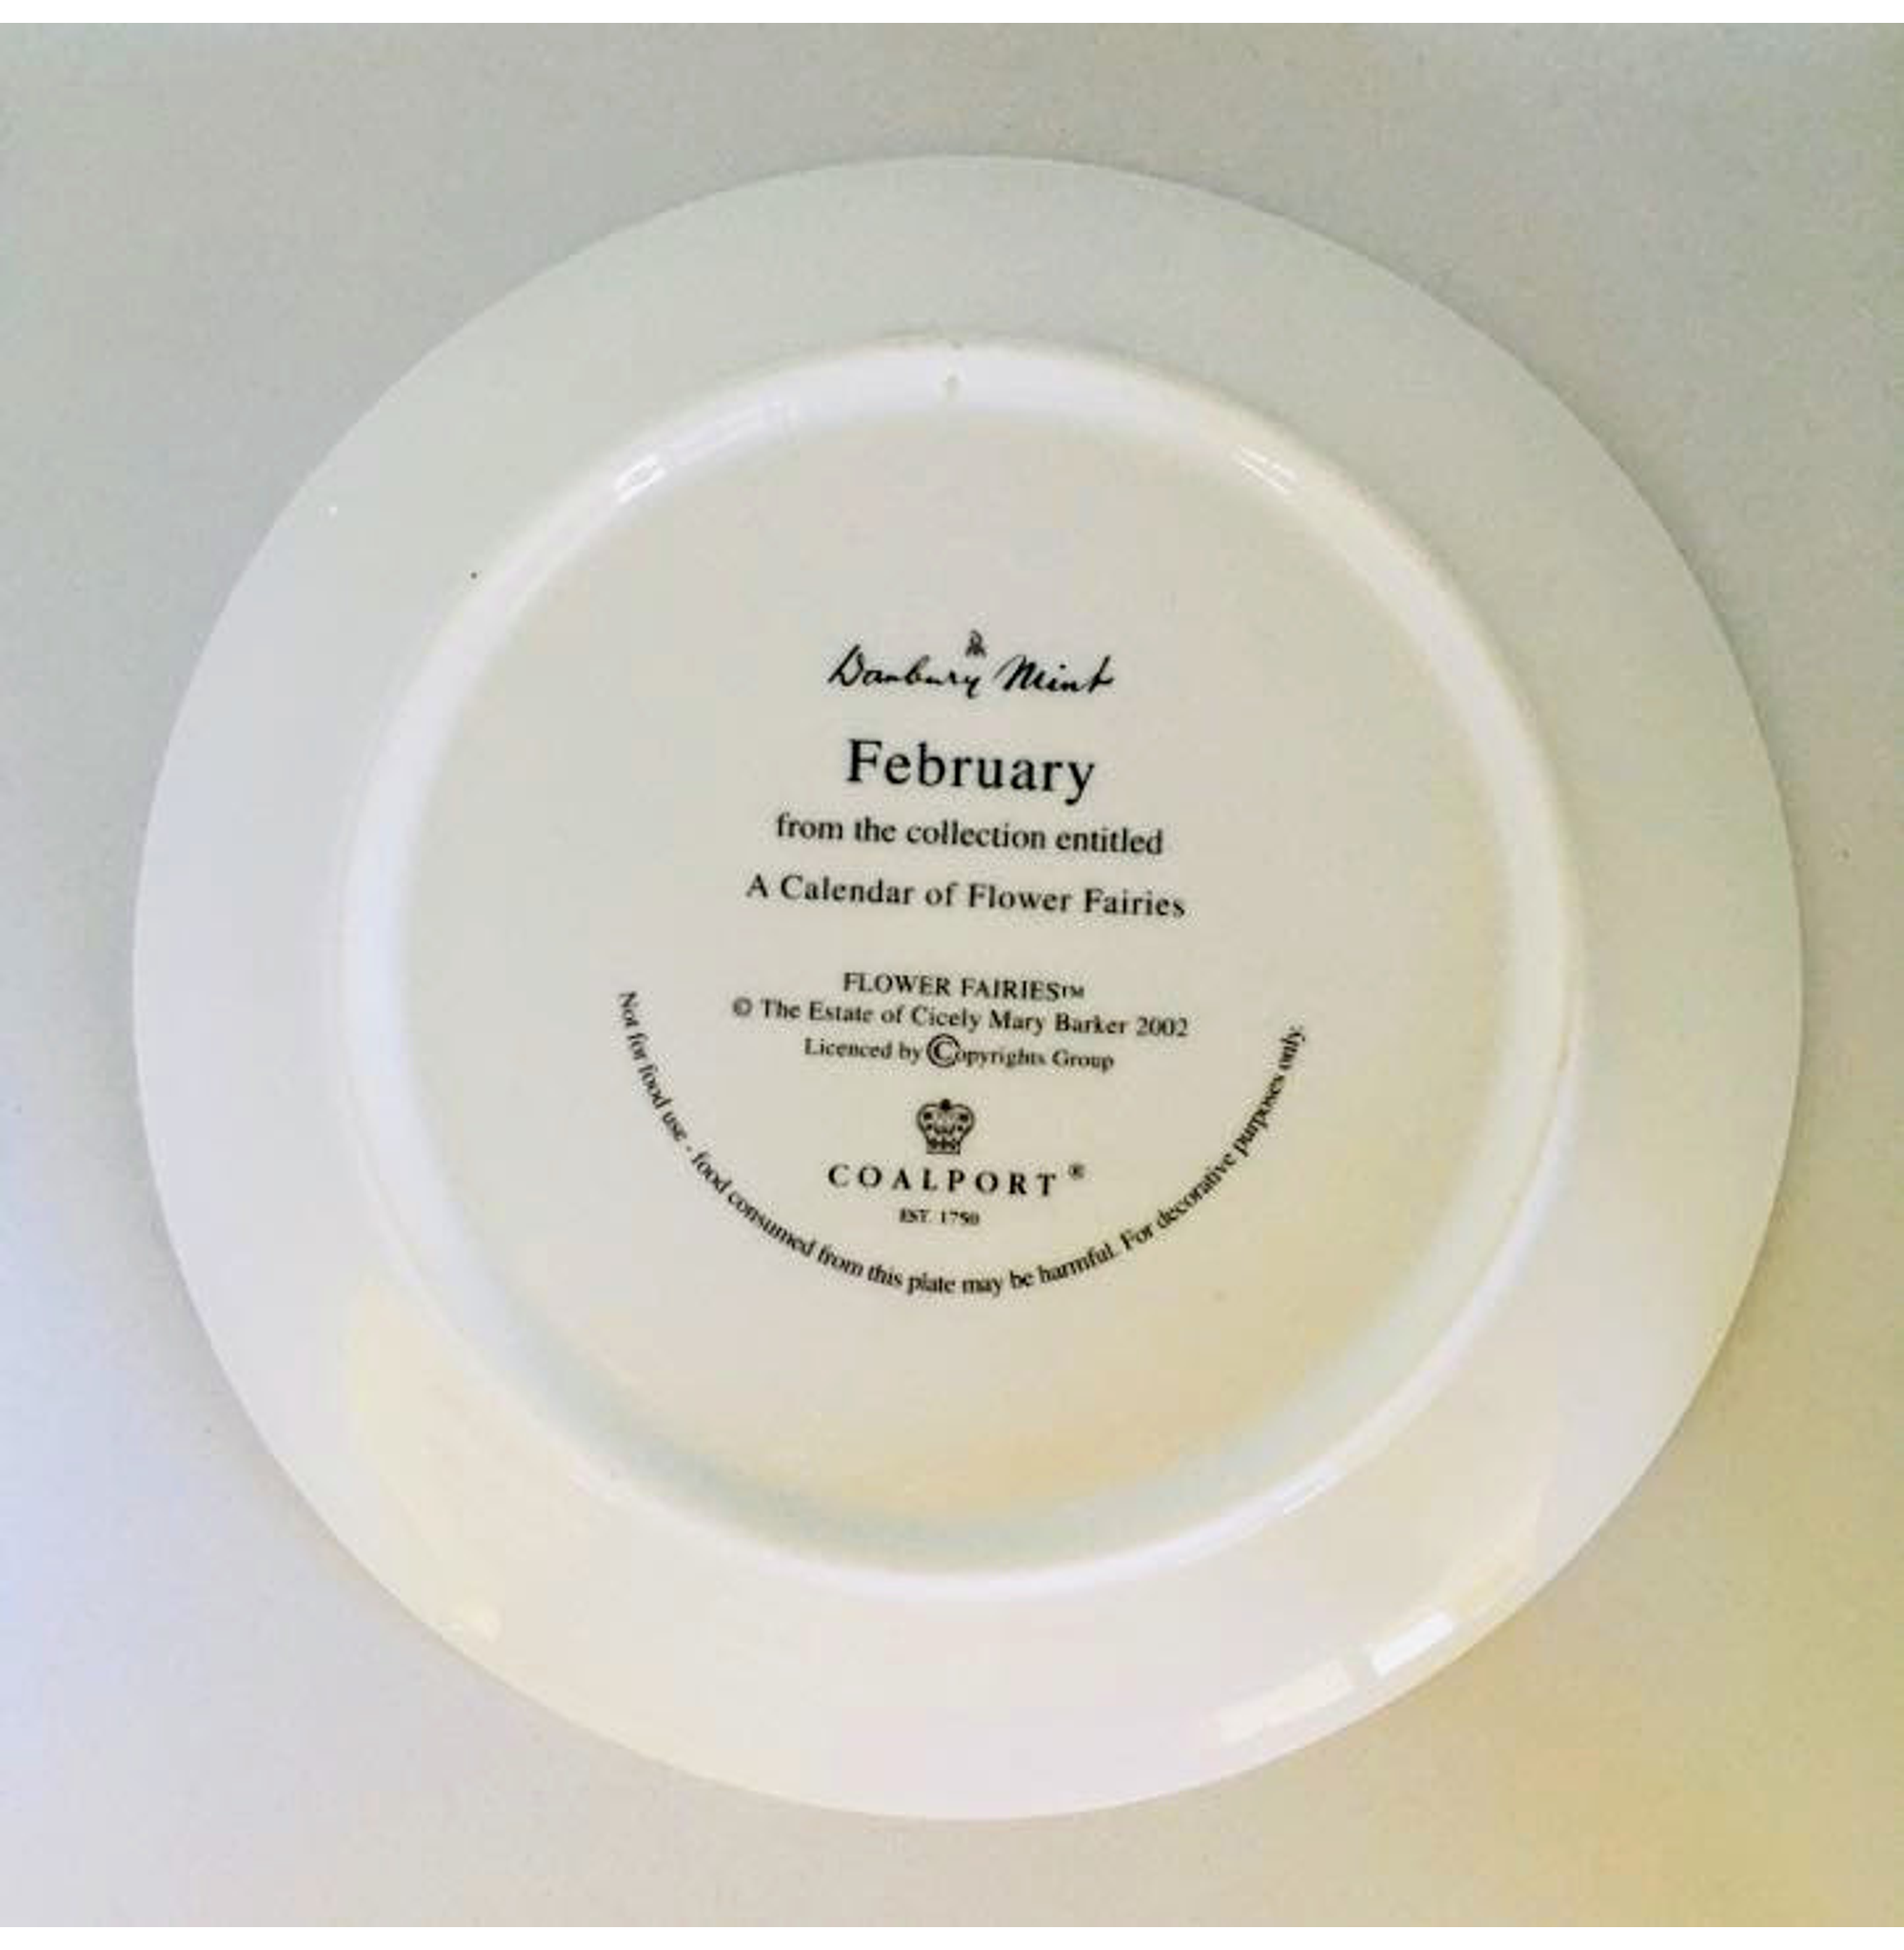 Danbury Mint
February
from the collection entitled
A Calendar of Flower Fairies
FLOWER FAIRIES™
© The Estate of Cicely Mary Barker 2002
Licenced by Copyrights Group
COALPORT®
EST. 1750
Not for food use - food consumed from this plate may be harmful. For decorative purposes only.